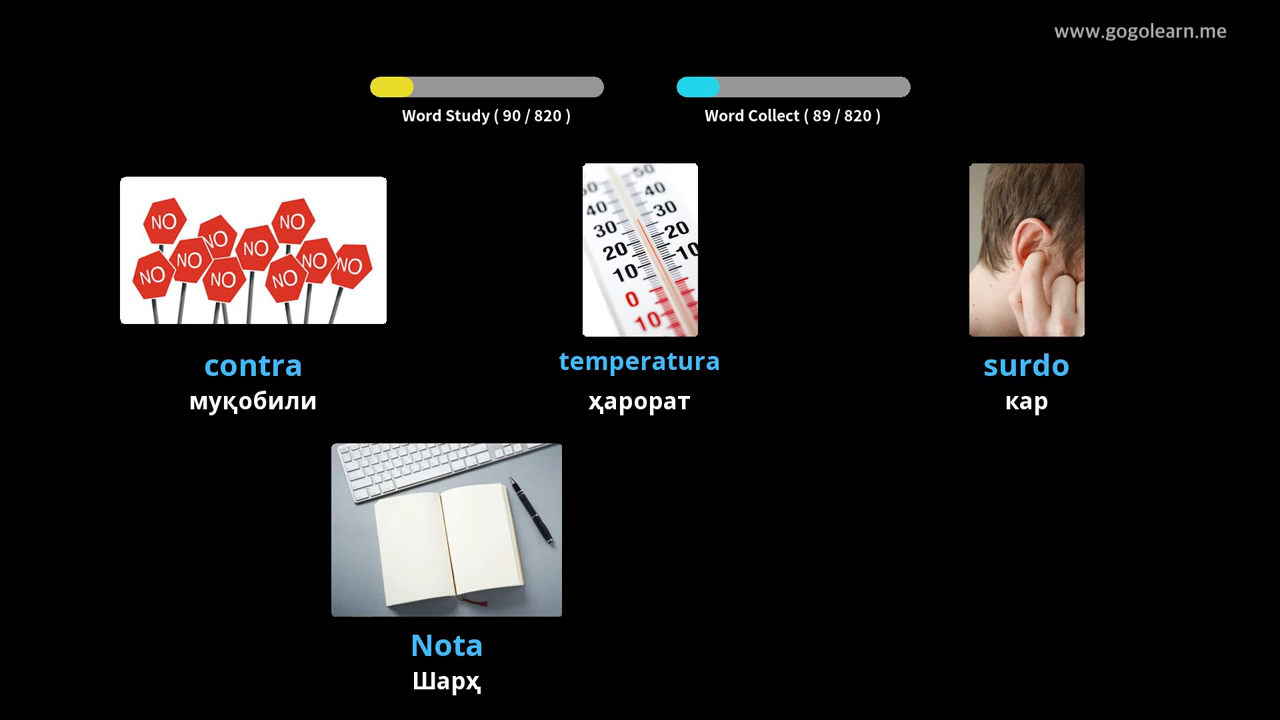 www.gogolearn.me
Word Study ( 90 / 820 )
Word Collect ( 89 / 820 )
NO
NO
NO
NO
NO
NO
NO
NO
NO
NO
50
50
40
40
30
30
20
20
10
10
0
10
contra
муқобили
temperatura
ҳарорат
surdo
кар
Nota
Шарҳ